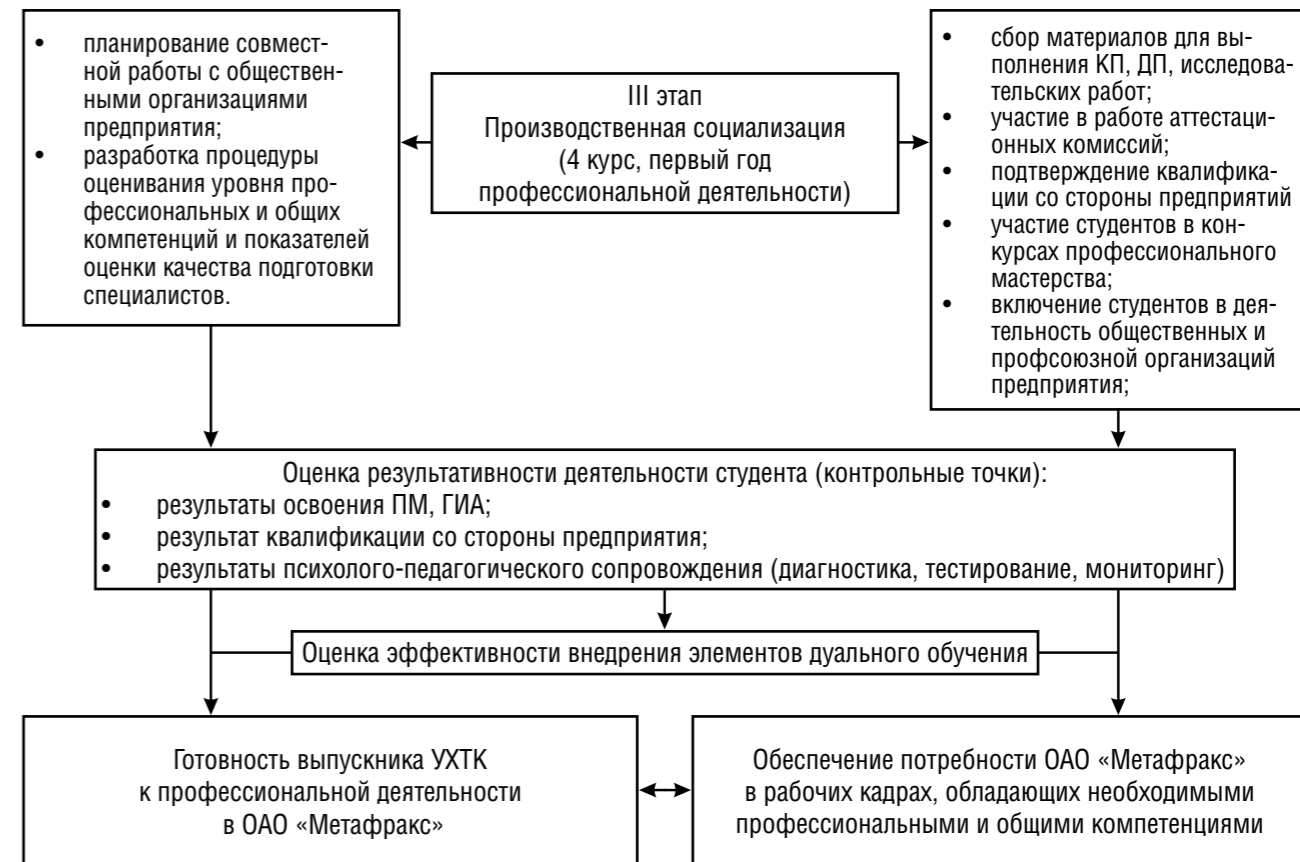 • планирование совмест-
ной работы с обществен-
ными организациями
предприятия;
• разработка процедуры
оценивания уровня про-
фессиональных и общих
компетенций и показателей
оценки качества подготовки
специалистов.
III этап
Производственная социализация
(4 курс, первый год
профессиональной деятельности)
• сбор материалов для вы-
полнения КП, ДП, исследова-
тельских работ;
• участие в работе аттестаци-
онных комиссий;
• подтверждение квалифика-
ции со стороны предприятий
• участие студентов в кон-
курсах профессионального
мастерства;
• включение студентов в дея-
тельность общественных и
профсоюзной организаций
предприятия;
Оценка результативности деятельности студента (контрольные точки):
• результаты освоения ПМ, ГИА;
• результат квалификации со стороны предприятия;
• результаты психолого-педагогического сопровождения (диагностика, тестирование, мониторинг)
Оценка эффективности внедрения элементов дуального обучения
Готовность выпускника УХТК
к профессиональной деятельности
в ОАО «Метафракс»
Обеспечение потребности ОАО «Метафракс»
в рабочих кадрах, обладающих необходимыми
профессиональными и общими компетенциями